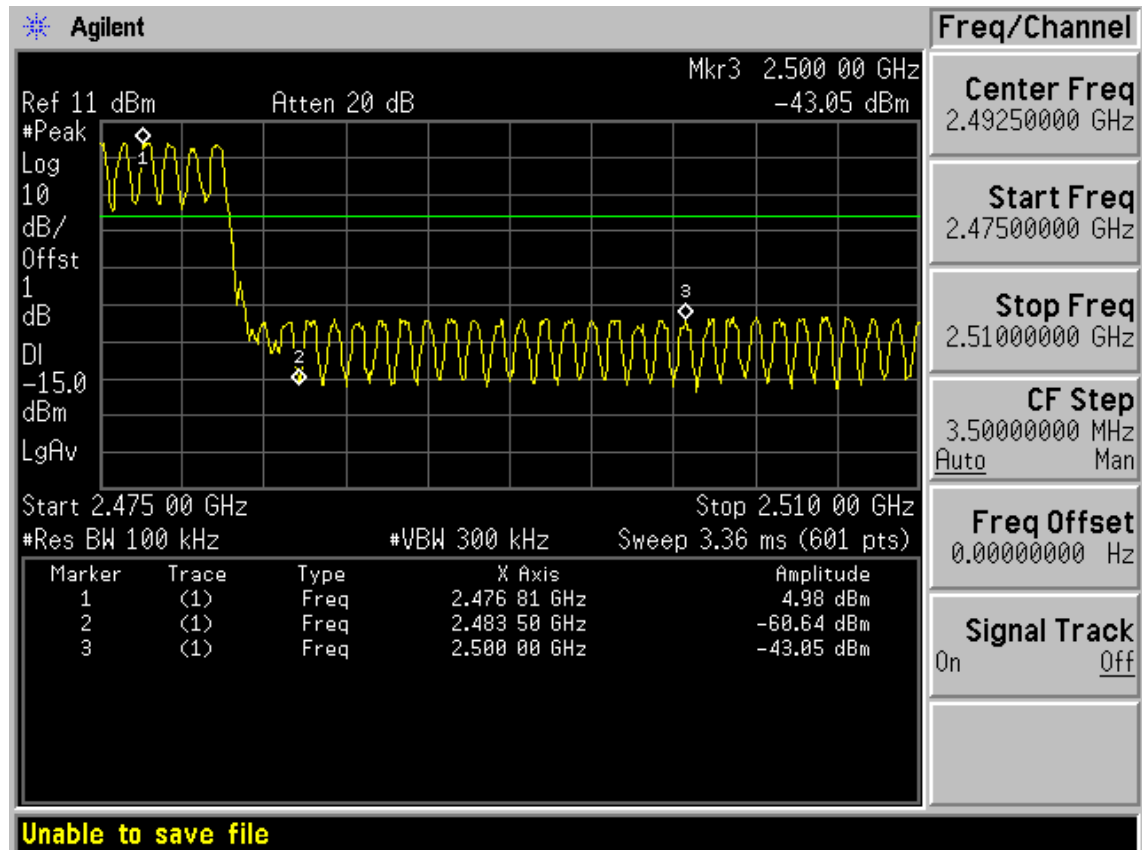 Agilent
Freq/Channel
Mkr3 2.500 00 GHz
Ref 11 dBm Atten 20 dB -43.05 dBm
#Peak
Log
10
dB/
Offst
1
dB
DI
-15.0
dBm
LgAv
1
2
3
Start 2.475 00 GHz Stop 2.510 00 GHz
#Res BW 100 kHz #VBW 300 kHz Sweep 3.36 ms (601 pts)
Marker Trace Type X Axis Amplitude
1 (1) Freq 2.476 81 GHz 4.98 dBm
2 (1) Freq 2.483 50 GHz -60.64 dBm
3 (1) Freq 2.500 00 GHz -43.05 dBm
Center Freq
2.49250000 GHz
Start Freq
2.47500000 GHz
Stop Freq
2.51000000 GHz
CF Step
3.50000000 MHz
Auto Man
Freq Offset
0.00000000 Hz
Signal Track
On Off
Unable to save file